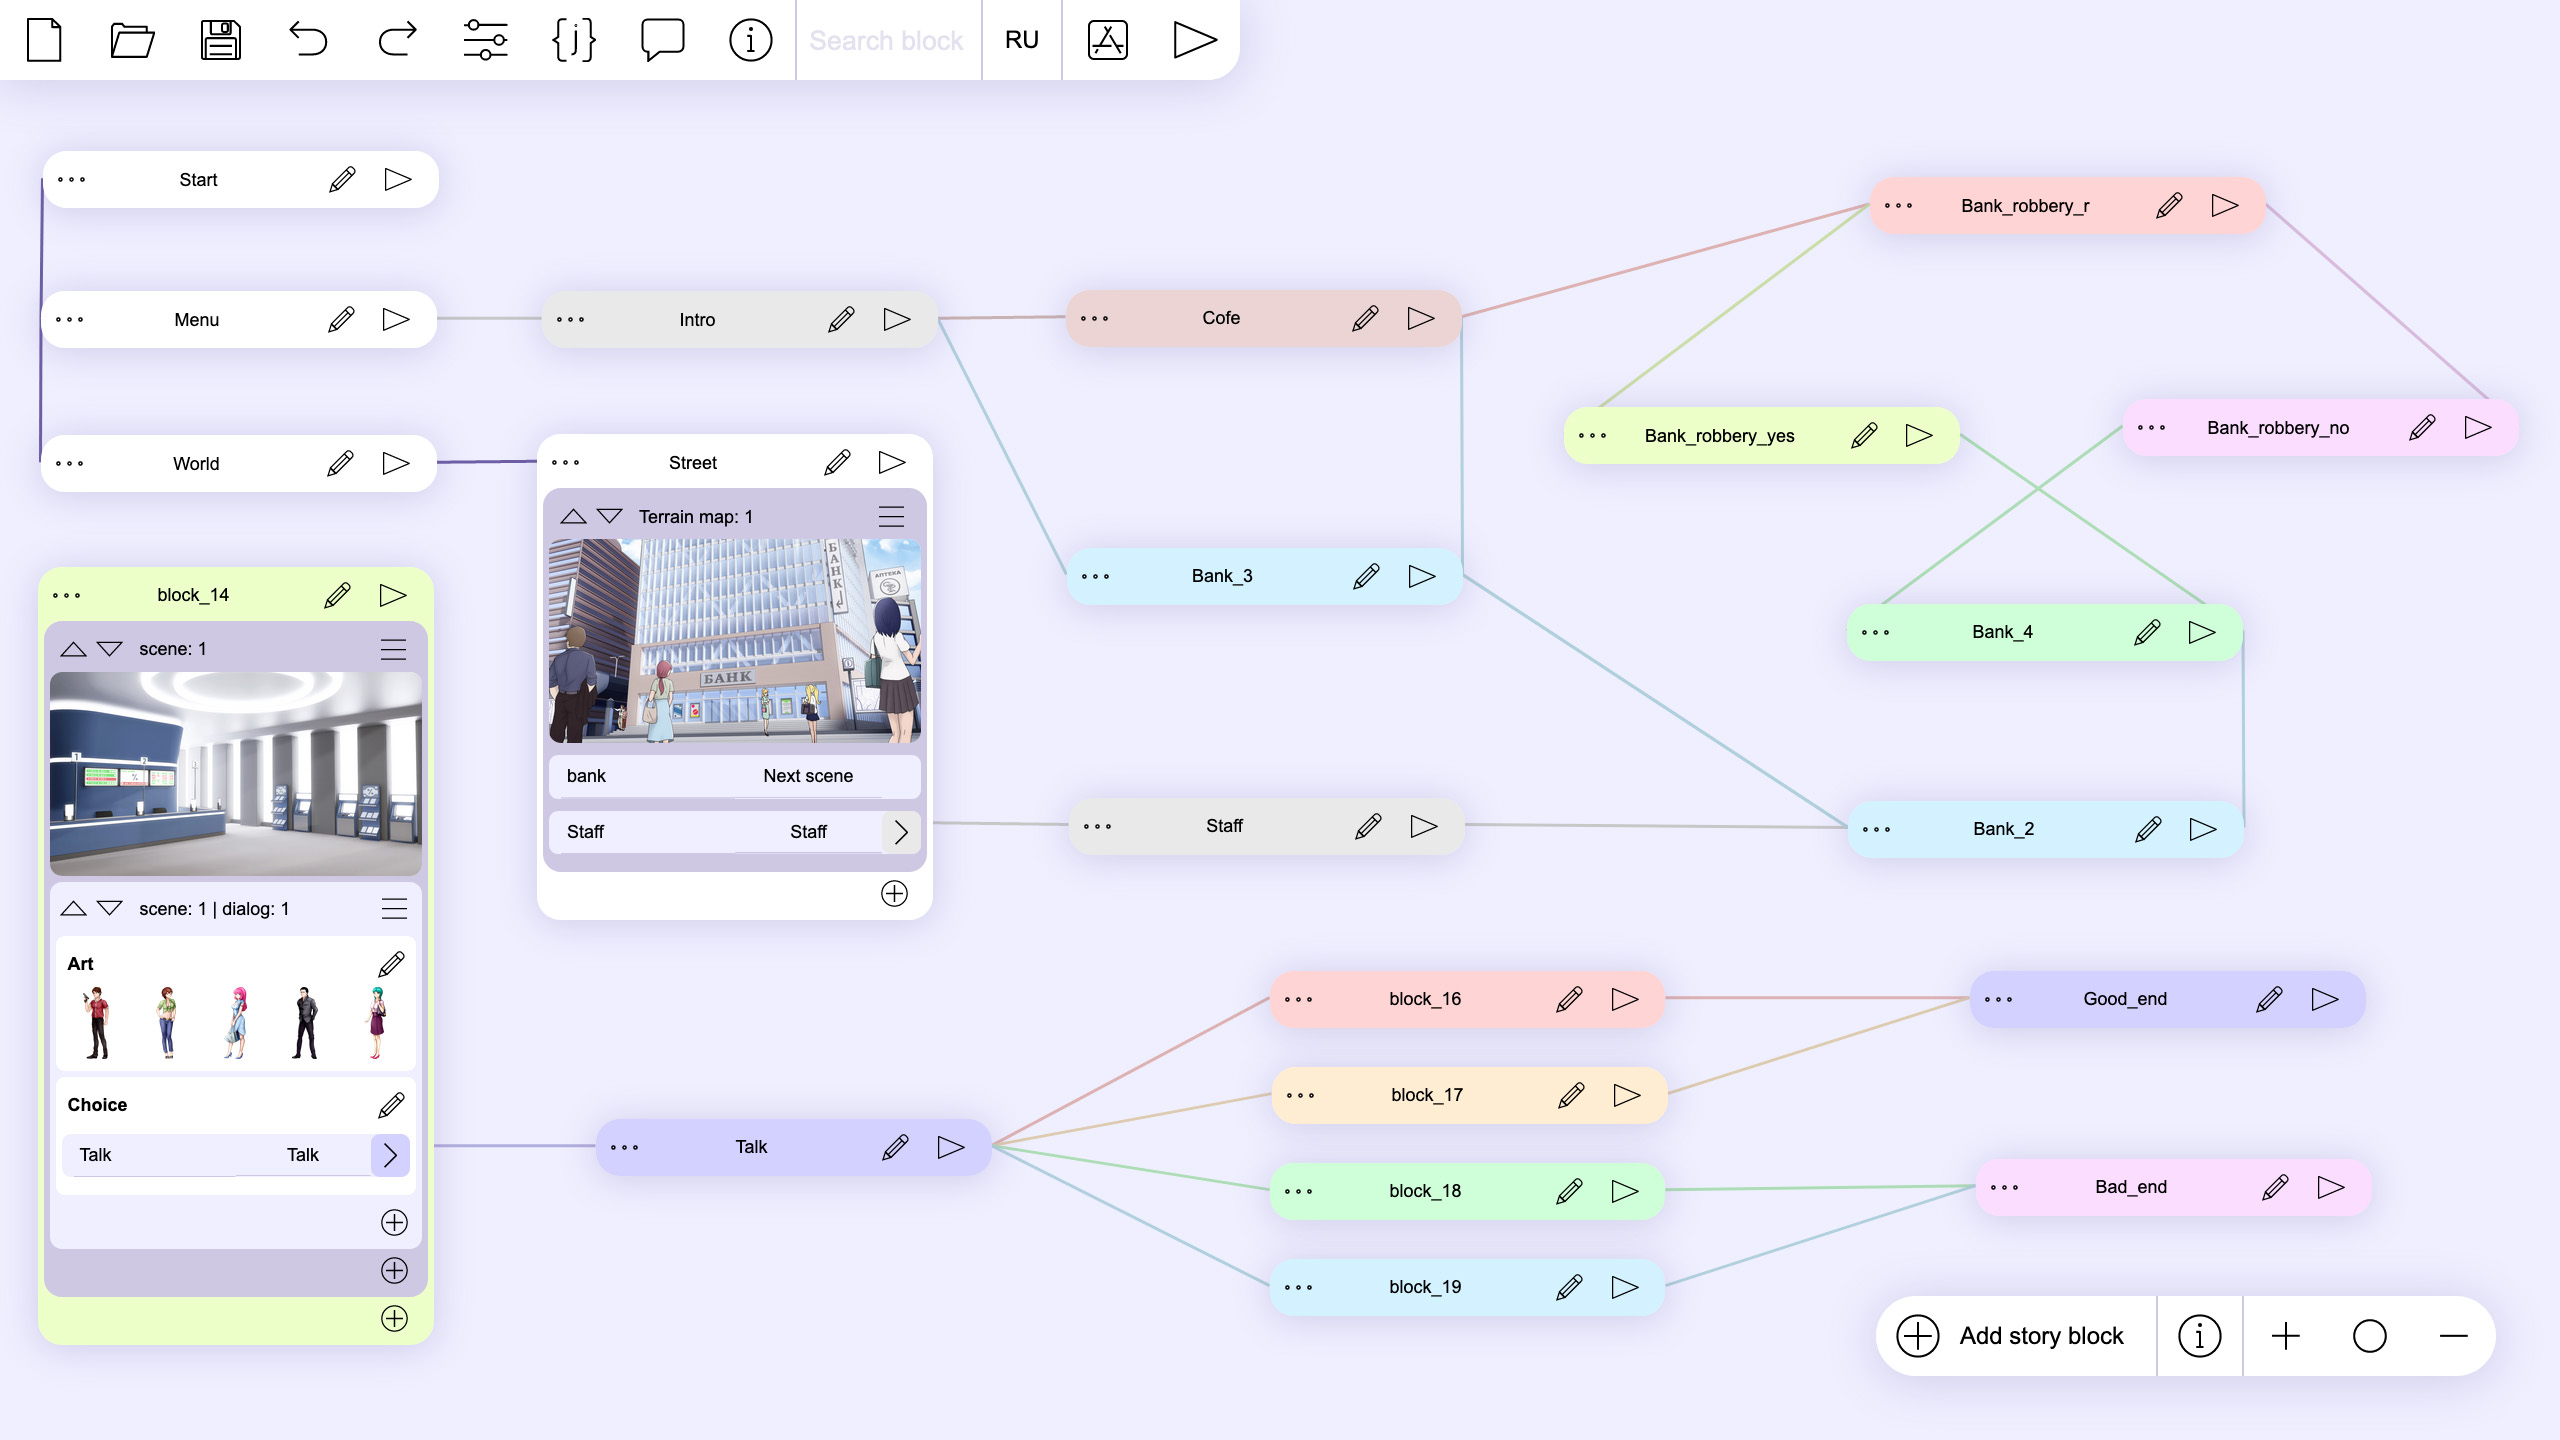 {j}
Search block
RU
Start
Menu
World
Intro
Cofe
Bank_robbery_r
Bank_robbery_yes
Bank_robbery_no
Street
Terrain map: 1
БАНК
АПТЕКА
БАНК
bank Next scene
Staff Staff
Bank_3
Bank_4
Staff
Bank_2
block_14
scene: 1
scene: 1 | dialog: 1
Art
Choice
Talk Talk
Talk
block_16
block_17
block_18
block_19
Good_end
Bad_end
Add story block